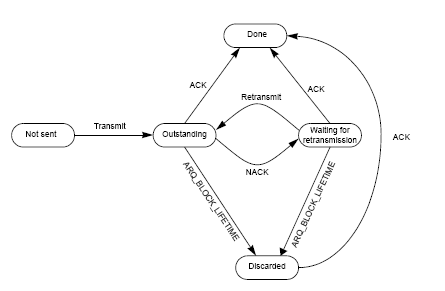 Done
ACK
ACK
Retransmit
Not sent
Transmit
Outstanding
Waiting for
retransmission
ACK
NACK
ARQ_BLOCK_LIFETIME
ARQ_BLOCK_LIFETIME
Discarded